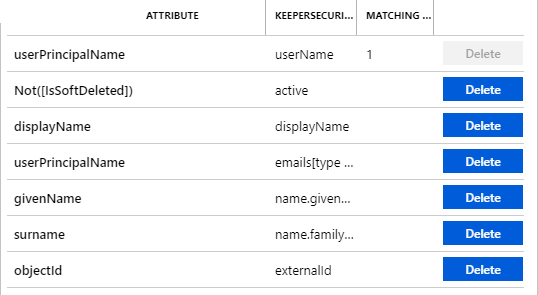 ATTRIBUTE KEEPERSECURI... MATCHING ...
userPrincipalName userName 1 Delete
Not([IsSoftDeleted]) active Delete
displayName displayName Delete
userPrincipalName emails[type ... Delete
givenName name.given... Delete
surname name.family... Delete
objectId externalId Delete